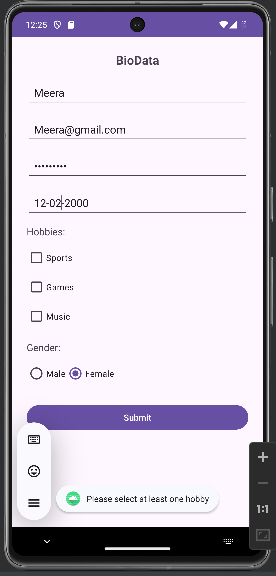 12:25
BioData
Meera
Meera@gmail.com
•••••••••
12-02-2000
Hobbies:
Sports
Games
Music
Gender:
Male Female
Submit
Please select at least one hobby
1:1